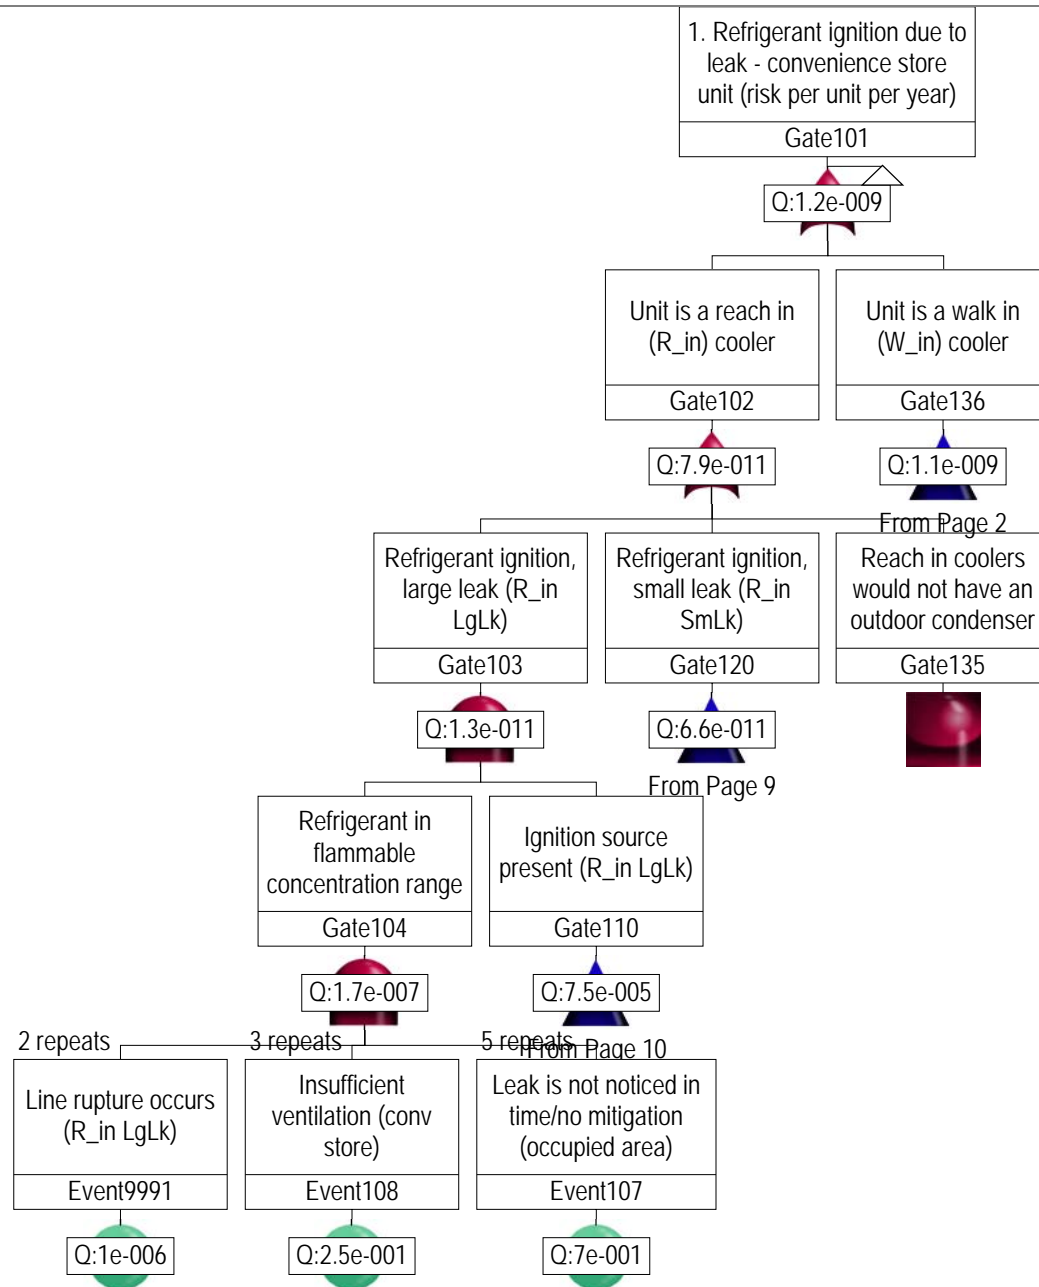 1. Refrigerant ignition due to
leak - convenience store
unit (risk per unit per year)
Gate101
Q:1.2e-009
Unit is a reach in
(R_in) cooler
Gate102
Q:7.9e-011
Unit is a walk in
(W_in) cooler
Gate136
Q:1.1e-009
From Page 2
Refrigerant ignition,
large leak (R_in
LgLk)
Gate103
Q:1.3e-011
Refrigerant ignition,
small leak (R_in
SmLk)
Gate120
Q:6.6e-011
From Page 9
Reach in coolers
would not have an
outdoor condenser
Gate135
Refrigerant in
flammable
concentration range
Gate104
Q:1.7e-007
Ignition source
present (R_in LgLk)
Gate110
Q:7.5e-005
From Page 10
2 repeats
Line rupture occurs
(R_in LgLk)
Event9991
Q:1e-006
3 repeats
Insufficient
ventilation (conv
store)
Event108
Q:2.5e-001
5 repeats
Leak is not noticed in
time/no mitigation
(occupied area)
Event107
Q:7e-001